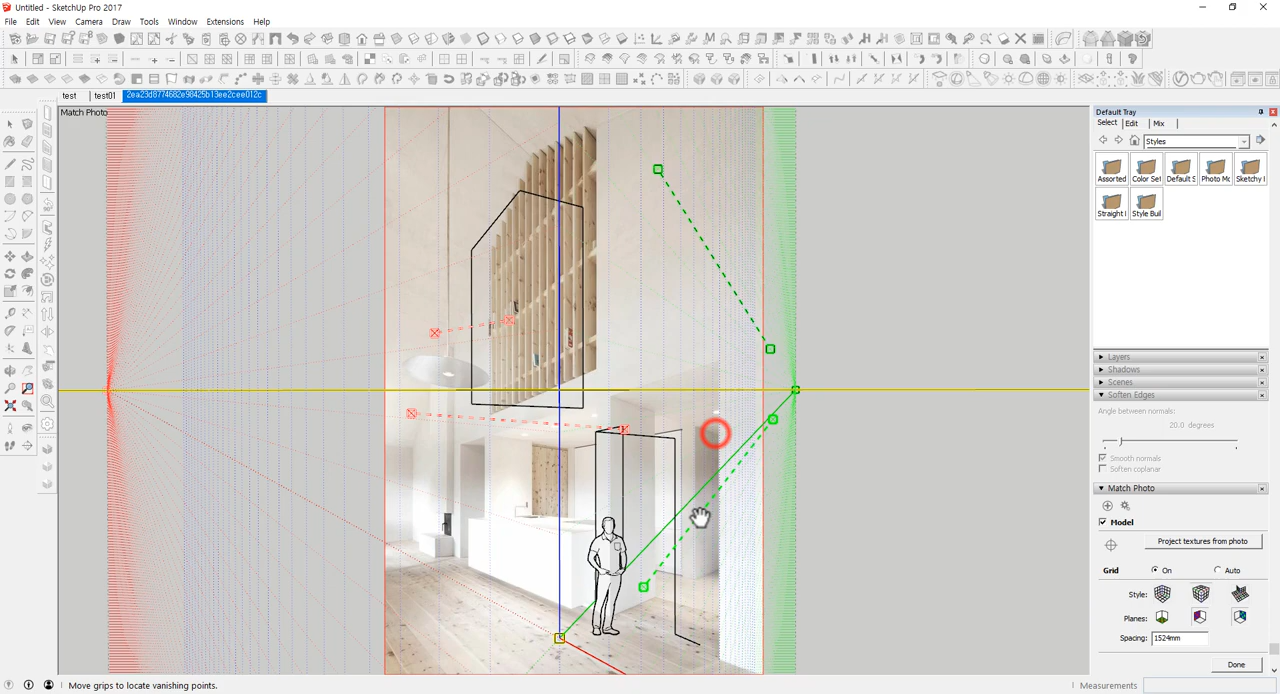 Untitled - SketchUp Pro 2017
File Edit View Camera Draw Tools Window Extensions Help
test test01 2ea23d8774682e98425b13ee2cee012c
Match Photo
Default Tray
Select Edit Mix
Styles
Assorted Color Sel Default S Photo Mo Sketchy I
Straight l Style Buil
Layers
Shadows
Scenes
Soften Edges
Angle between normals:
20.0 degrees
Smooth normals
Soften coplanar
Match Photo
Model
Project textures from photo
Grid On Auto
Style:
Planes:
Spacing: 1524mm
Done
Move grips to locate vanishing points.
Measurements